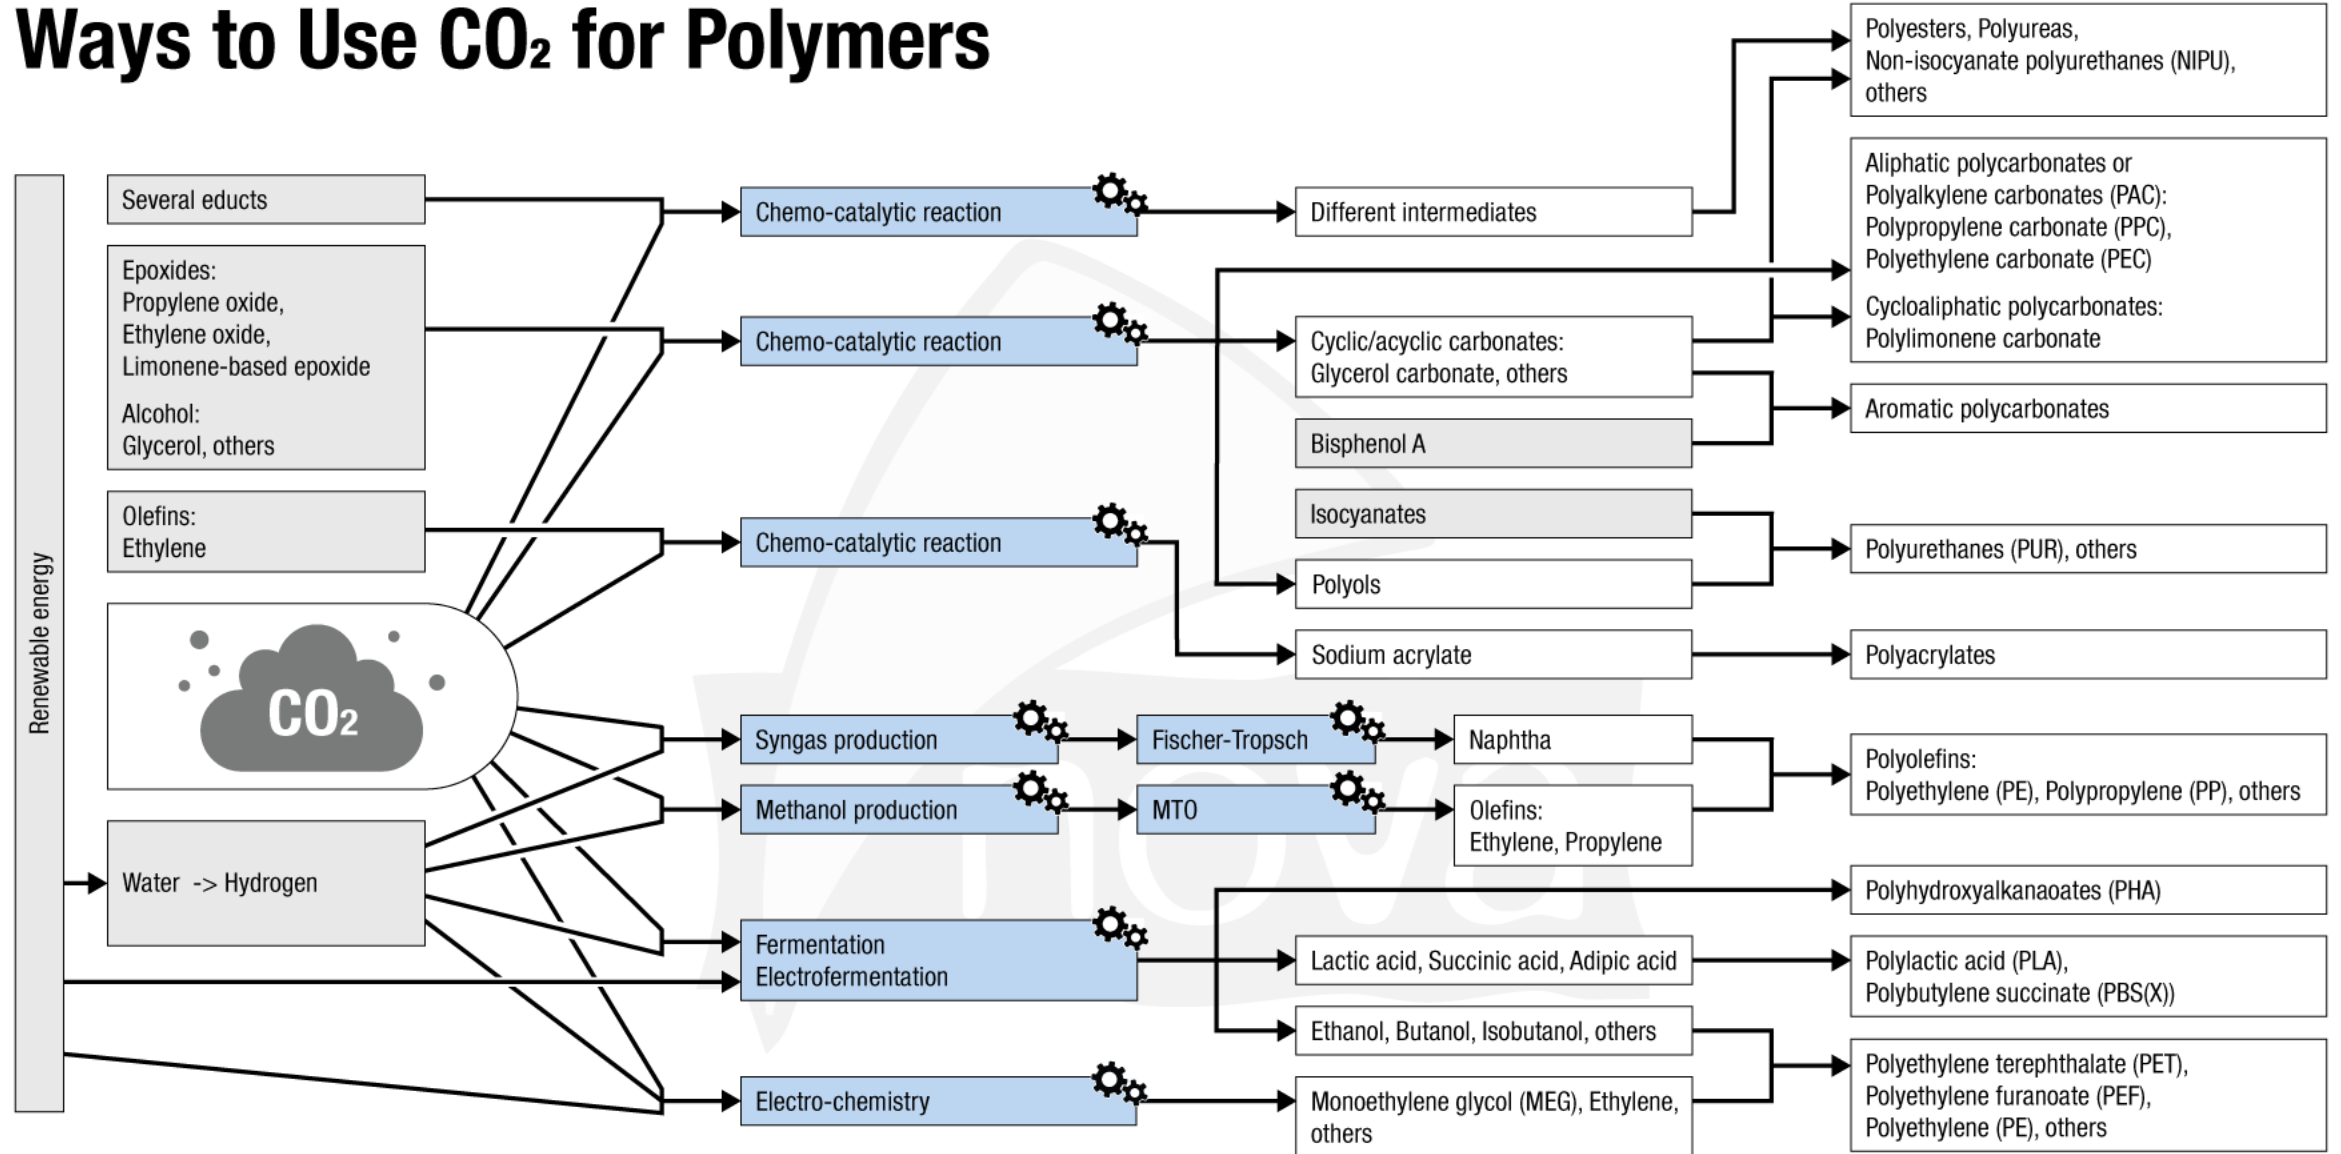 Ways to Use CO₂ for Polymers
Renewable energy
Several educts
Epoxides:
Propylene oxide,
Ethylene oxide,
Limonene-based epoxide
Alcohol:
Glycerol, others
Olefins:
Ethylene
CO₂
Water -> Hydrogen
Chemo-catalytic reaction
Chemo-catalytic reaction
Chemo-catalytic reaction
Syngas production
Methanol production
Fermentation
Electrofermentation
Electro-chemistry
Fischer-Tropsch
MTO
Different intermediates
Cyclic/acyclic carbonates:
Glycerol carbonate, others
Bisphenol A
Isocyanates
Polyols
Sodium acrylate
Naphtha
Olefins:
Ethylene, Propylene
Lactic acid, Succinic acid, Adipic acid
Ethanol, Butanol, Isobutanol, others
Monoethylene glycol (MEG), Ethylene,
others
Polyesters, Polyureas,
Non-isocyanate polyurethanes (NIPU),
others
Aliphatic polycarbonates or
Polyalkylene carbonates (PAC):
Polypropylene carbonate (PPC),
Polyethylene carbonate (PEC)
Cycloaliphatic polycarbonates:
Polylimonene carbonate
Aromatic polycarbonates
Polyurethanes (PUR), others
Polyacrylates
Polyolefins:
Polyethylene (PE), Polypropylene (PP), others
Polyhydroxyalkanaoates (PHA)
Polylactic acid (PLA),
Polybutylene succinate (PBS(X))
Polyethylene terephthalate (PET),
Polyethylene furanoate (PEF),
Polyethylene (PE), others
nova